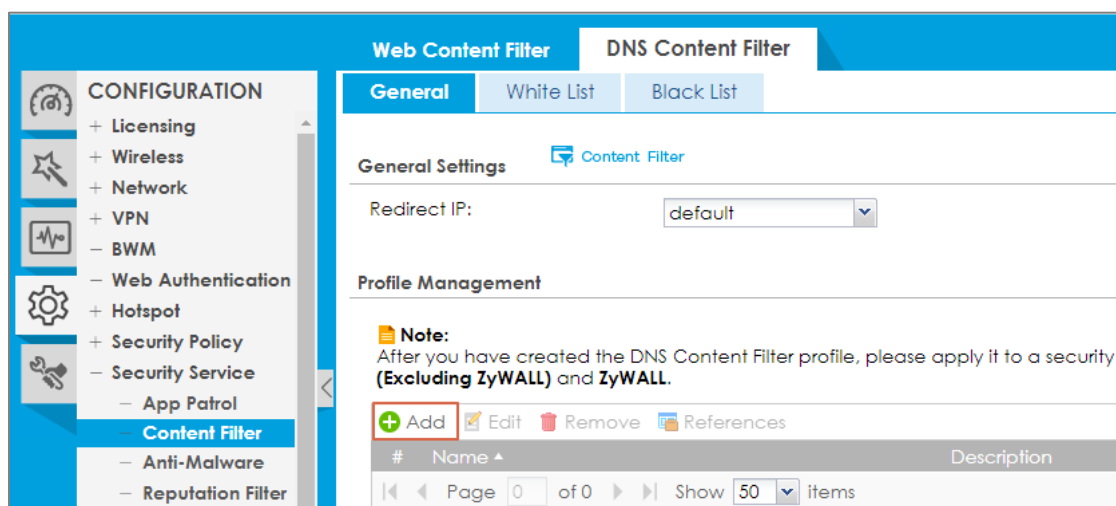 Web Content Filter DNS Content Filter
General White List Black List
CONFIGURATION
+ Licensing
+ Wireless
+ Network
+ VPN
− BWM
− Web Authentication
+ Hotspot
+ Security Policy
− Security Service
− App Patrol
− Content Filter
− Anti-Malware
− Reputation Filter
General Settings Content Filter
Redirect IP: default
Profile Management
Note:
After you have created the DNS Content Filter profile, please apply it to a security
(Excluding ZyWALL) and ZyWALL.
Add Edit Remove References
# Name Description
Page 0 of 0 Show 50 items